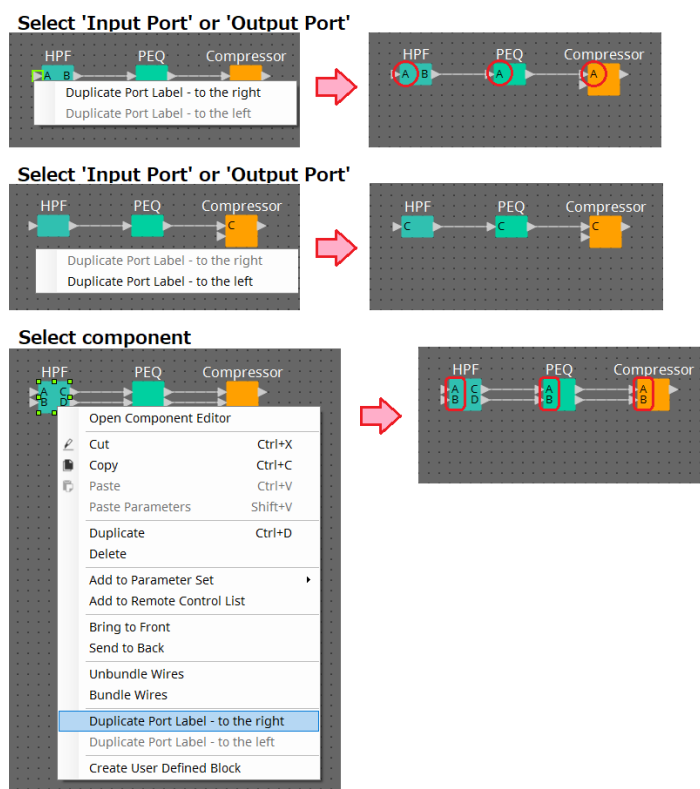 Select 'Input Port' or 'Output Port'
HPF PEQ Compressor
A B
Duplicate Port Label - to the right
Duplicate Port Label - to the left
HPF PEQ Compressor
A B A A
Select 'Input Port' or 'Output Port'
HPF PEQ Compressor
C
Duplicate Port Label - to the right
Duplicate Port Label - to the left
HPF PEQ Compressor
C C C
Select component
HPF PEQ Compressor
A C
B D
Open Component Editor
Cut Ctrl+X
Copy Ctrl+C
Paste Ctrl+V
Paste Parameters Shift+V
Duplicate Ctrl+D
Delete
Add to Parameter Set
Add to Remote Control List
Bring to Front
Send to Back
Unbundle Wires
Bundle Wires
Duplicate Port Label - to the right
Duplicate Port Label - to the left
Create User Defined Block
HPF PEQ Compressor
A C A A
B D B B